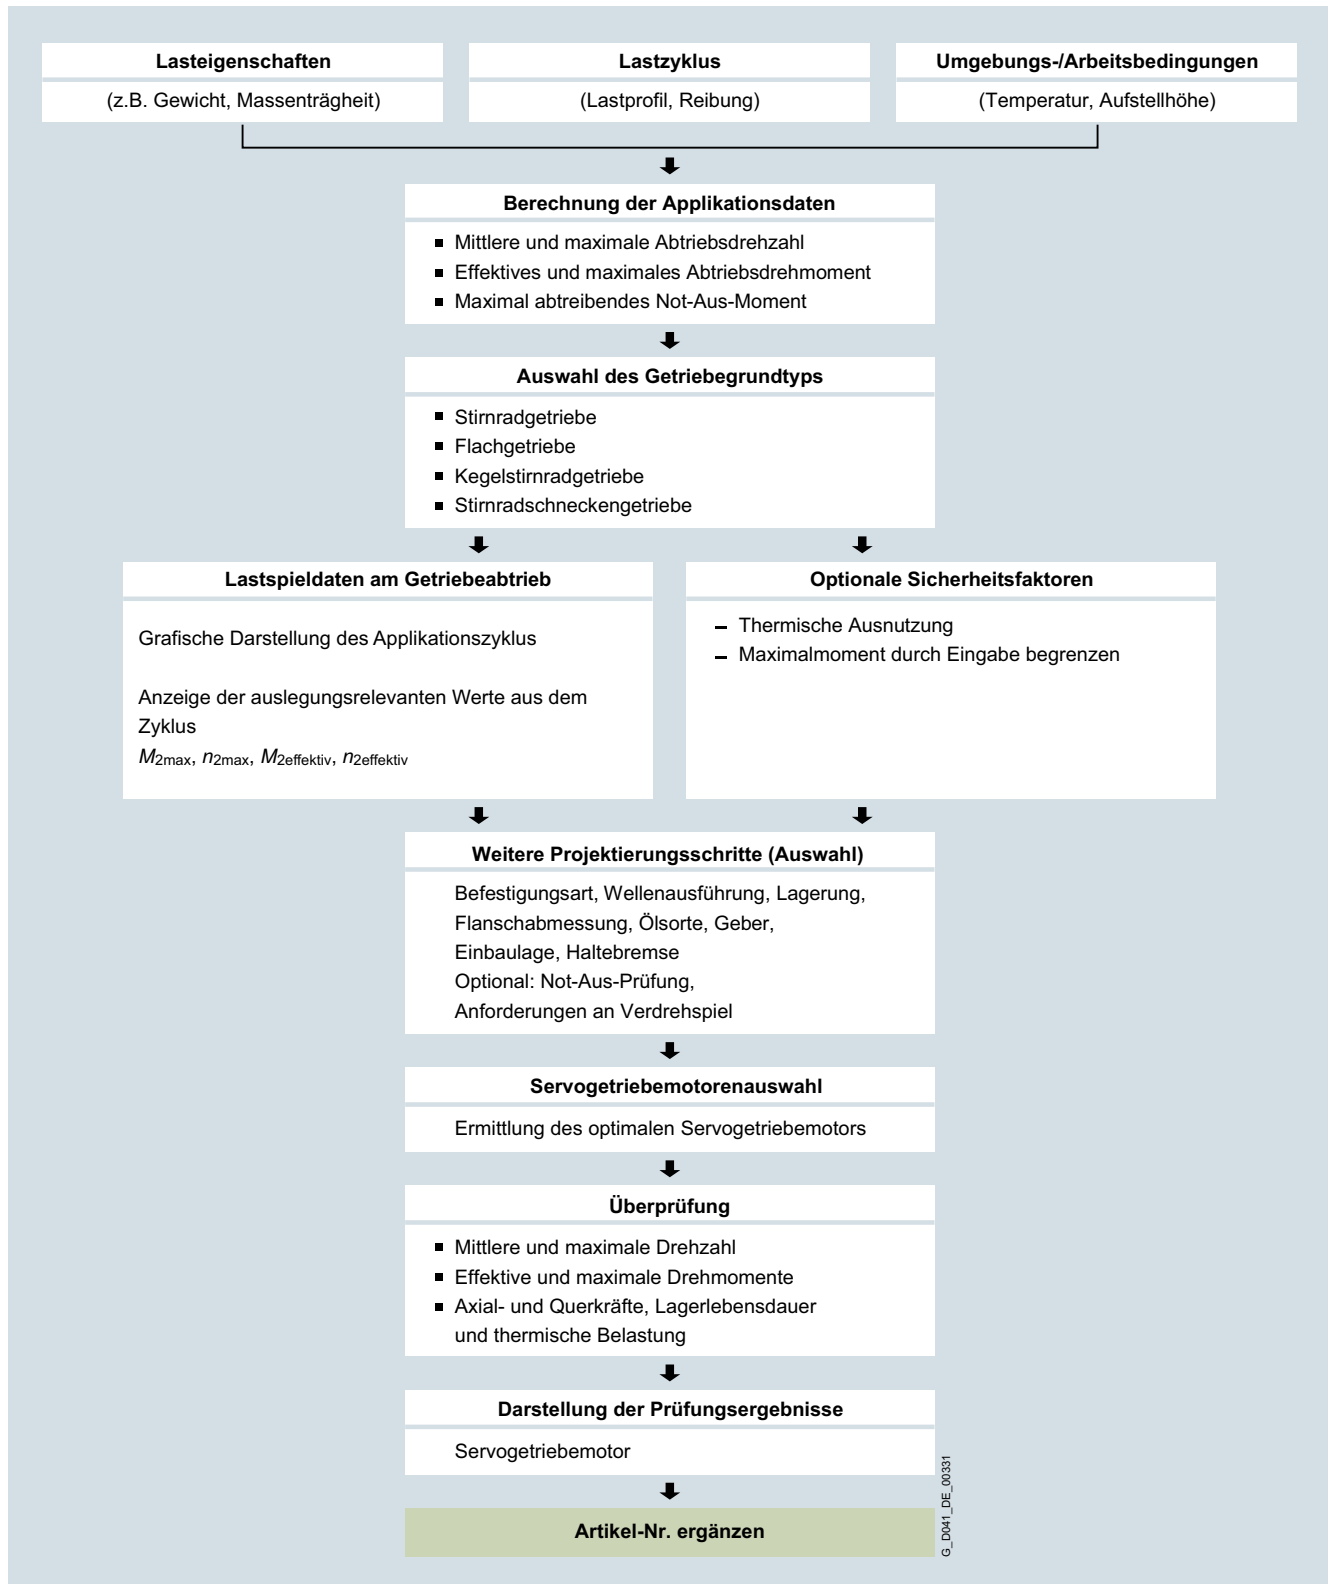 Lasteigenschaften
(z.B. Gewicht, Massenträgheit)
Lastzyklus
(Lastprofil, Reibung)
Umgebungs-/Arbeitsbedingungen
(Temperatur, Aufstellhöhe)
Berechnung der Applikationsdaten
▪ Mittlere und maximale Abtriebsdrehzahl
▪ Effektives und maximales Abtriebsdrehmoment
▪ Maximal abtreibendes Not-Aus-Moment
Auswahl des Getriebegrundtyps
▪ Stirnradgetriebe
▪ Flachgetriebe
▪ Kegelstirnradgetriebe
▪ Stirnradschneckengetriebe
Lastspieldaten am Getriebeabtrieb
Grafische Darstellung des Applikationszyklus
Anzeige der auslegungsrelevanten Werte aus dem
Zyklus
M2max, n2max, M2effektiv, n2effektiv
Optionale Sicherheitsfaktoren
– Thermische Ausnutzung
– Maximalmoment durch Eingabe begrenzen
Weitere Projektierungsschritte (Auswahl)
Befestigungsart, Wellenausführung, Lagerung,
Flanschabmessung, Ölsorte, Geber,
Einbaulage, Haltebremse
Optional: Not-Aus-Prüfung,
Anforderungen an Verdrehspiel
Servogetriebemotorenauswahl
Ermittlung des optimalen Servogetriebemotors
Überprüfung
▪ Mittlere und maximale Drehzahl
▪ Effektive und maximale Drehmomente
▪ Axial- und Querkräfte, Lagerlebensdauer
und thermische Belastung
Darstellung der Prüfungsergebnisse
Servogetriebemotor
Artikel-Nr. ergänzen
G_D041_DE_00331